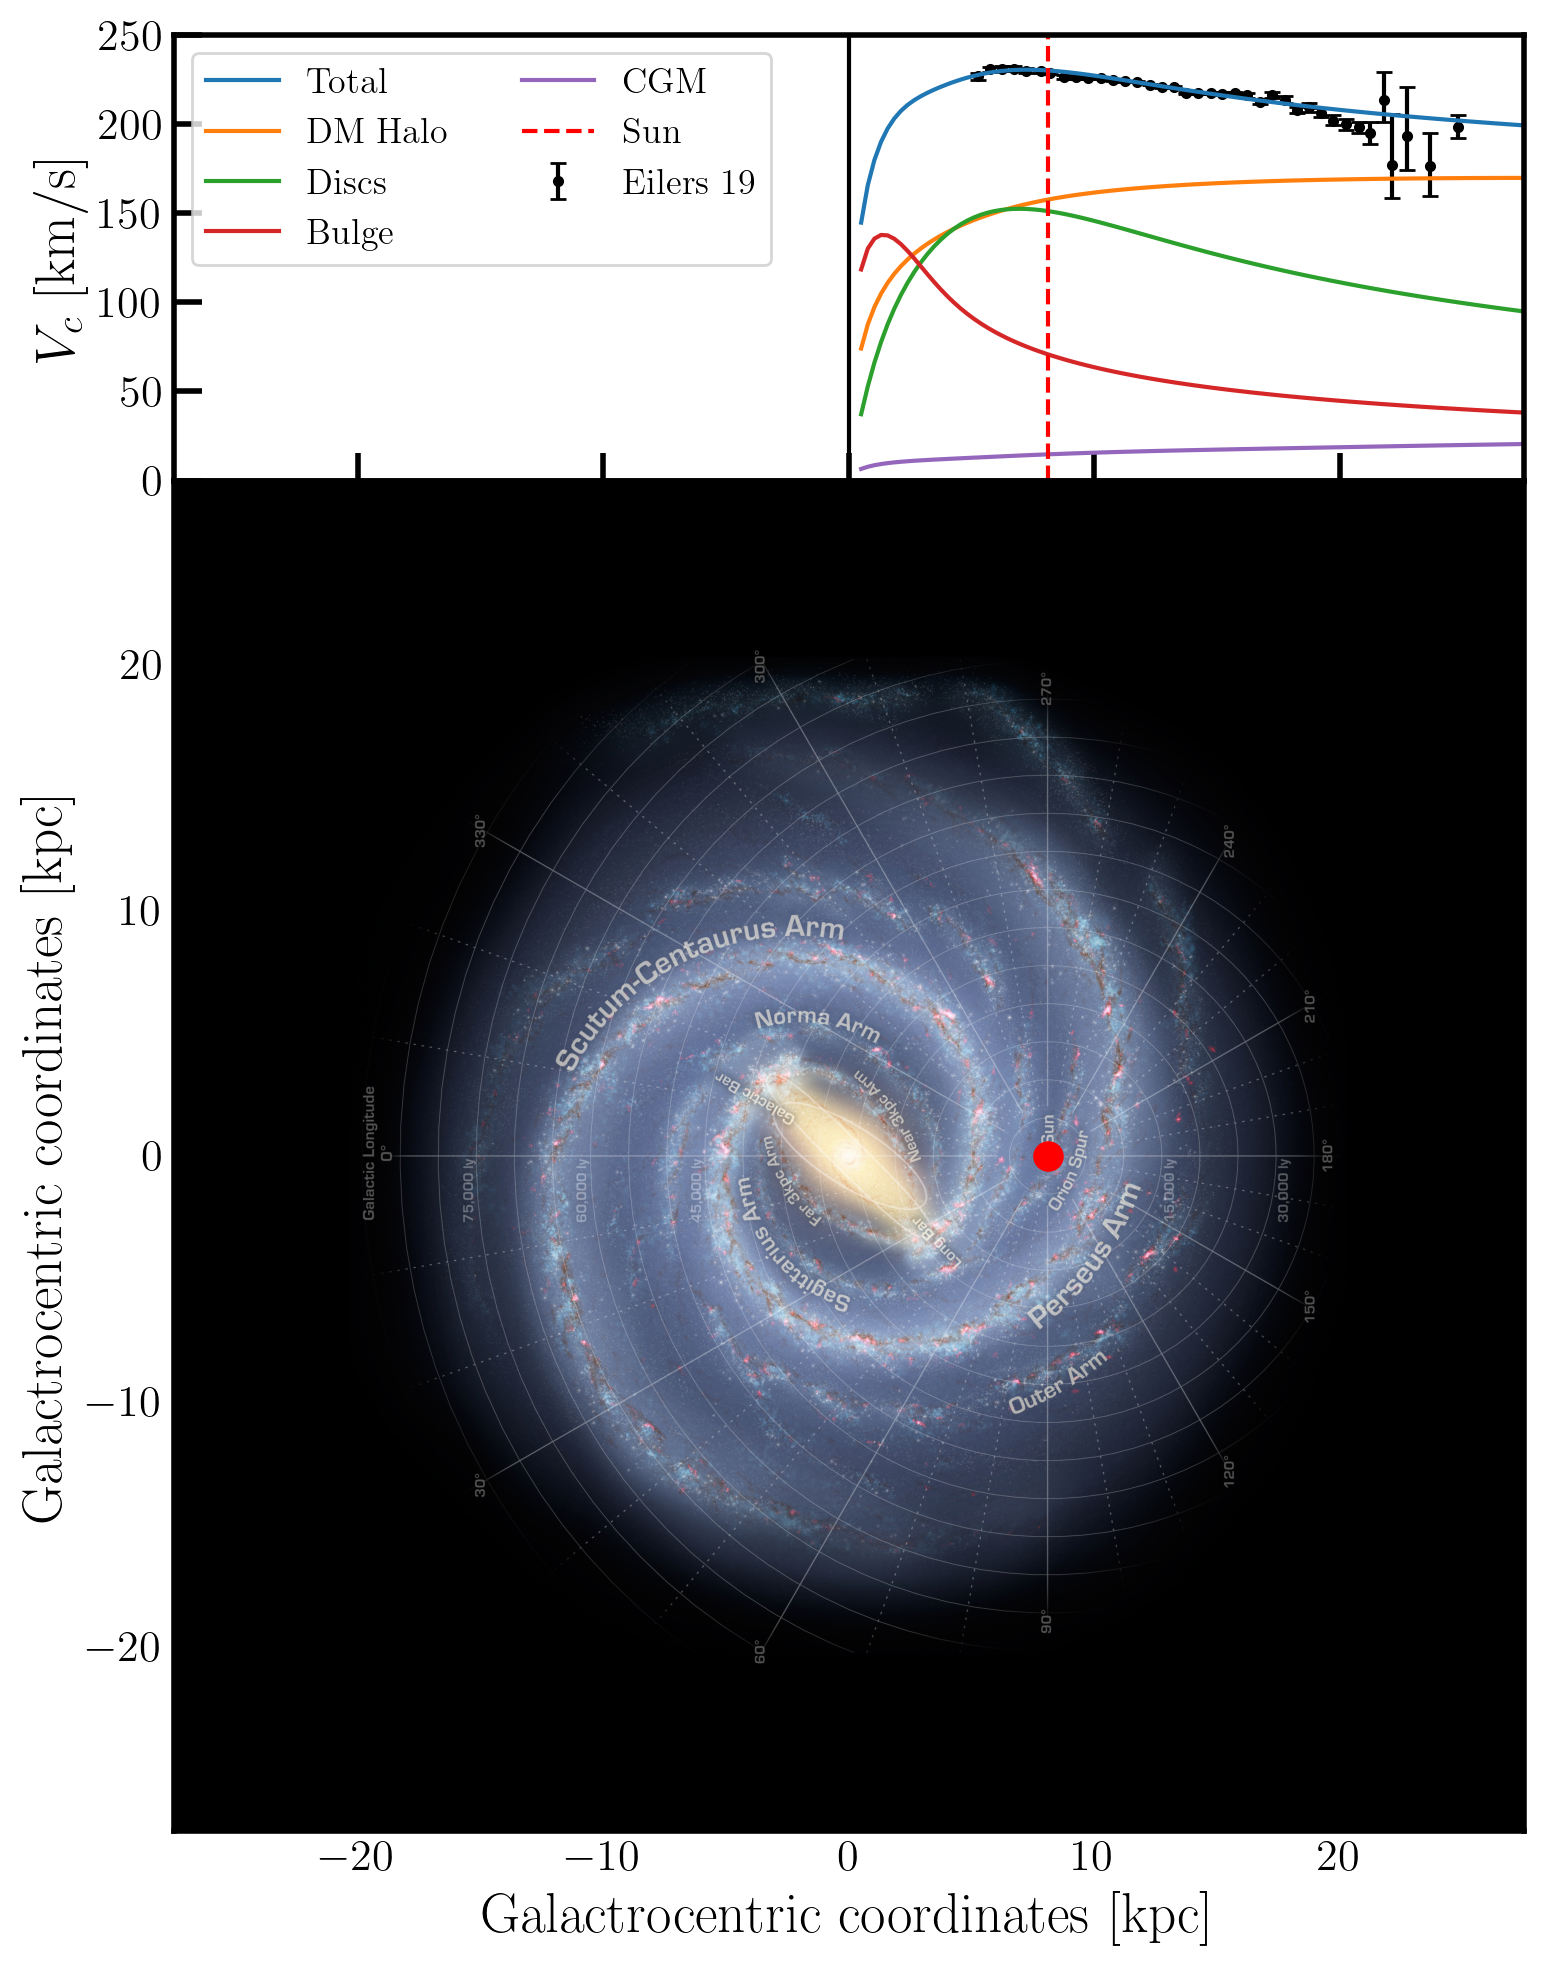 250
200
150
100
50
0
V_c [km/s]
Total
DM Halo
Discs
Bulge
CGM
Sun
Eilers 19
20
10
0
−10
−20
Galactrocentric coordinates [kpc]
300°
270°
330°
240°
Scutum-Centaurus Arm
Norma Arm
210°
Galactic Bar
Near 3kpc Arm
Sun
Galactic Longitude
0°
75,000 ly
60,000 ly
45,000 ly
Far 3kpc Arm
Orion Spur
15,000 ly
30,000 ly
180°
Sagittarius Arm
Long Bar
Perseus Arm
150°
Outer Arm
30°
120°
60°
90°
−20
−10
0
10
20
Galactrocentric coordinates [kpc]